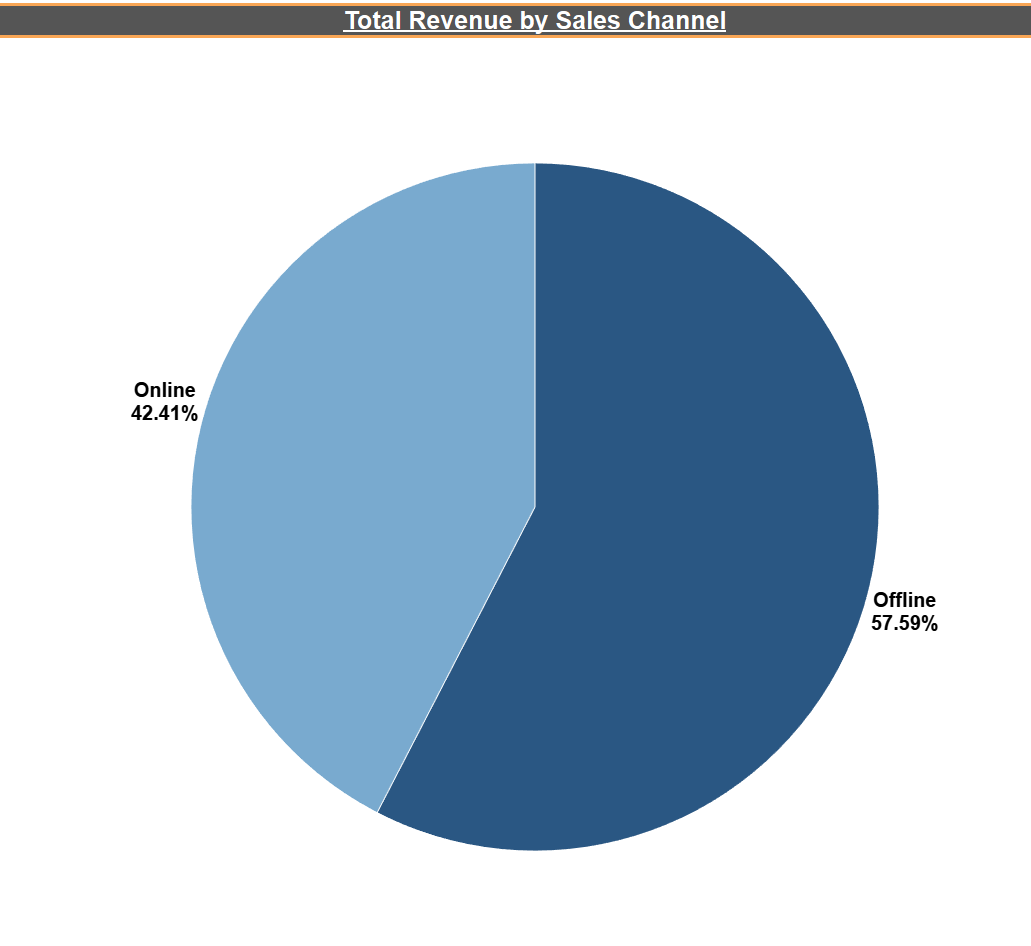 Total Revenue by Sales Channel
Online
42.41%
Offline
57.59%